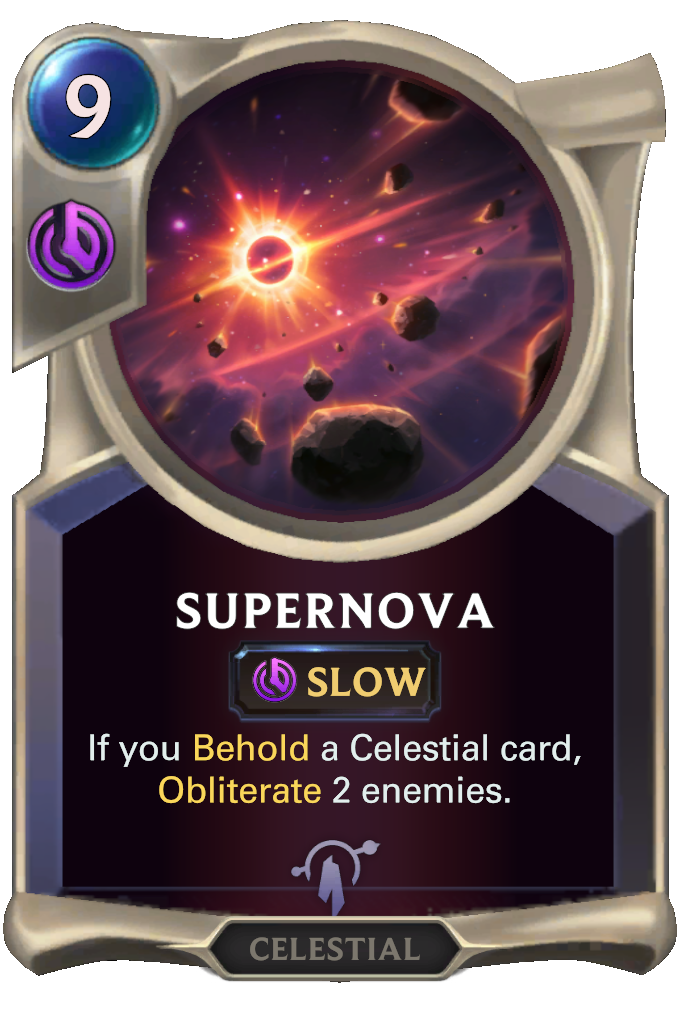 9
SUPERNOVA
SLOW
If you Behold a Celestial card,
Obliterate 2 enemies.
CELESTIAL